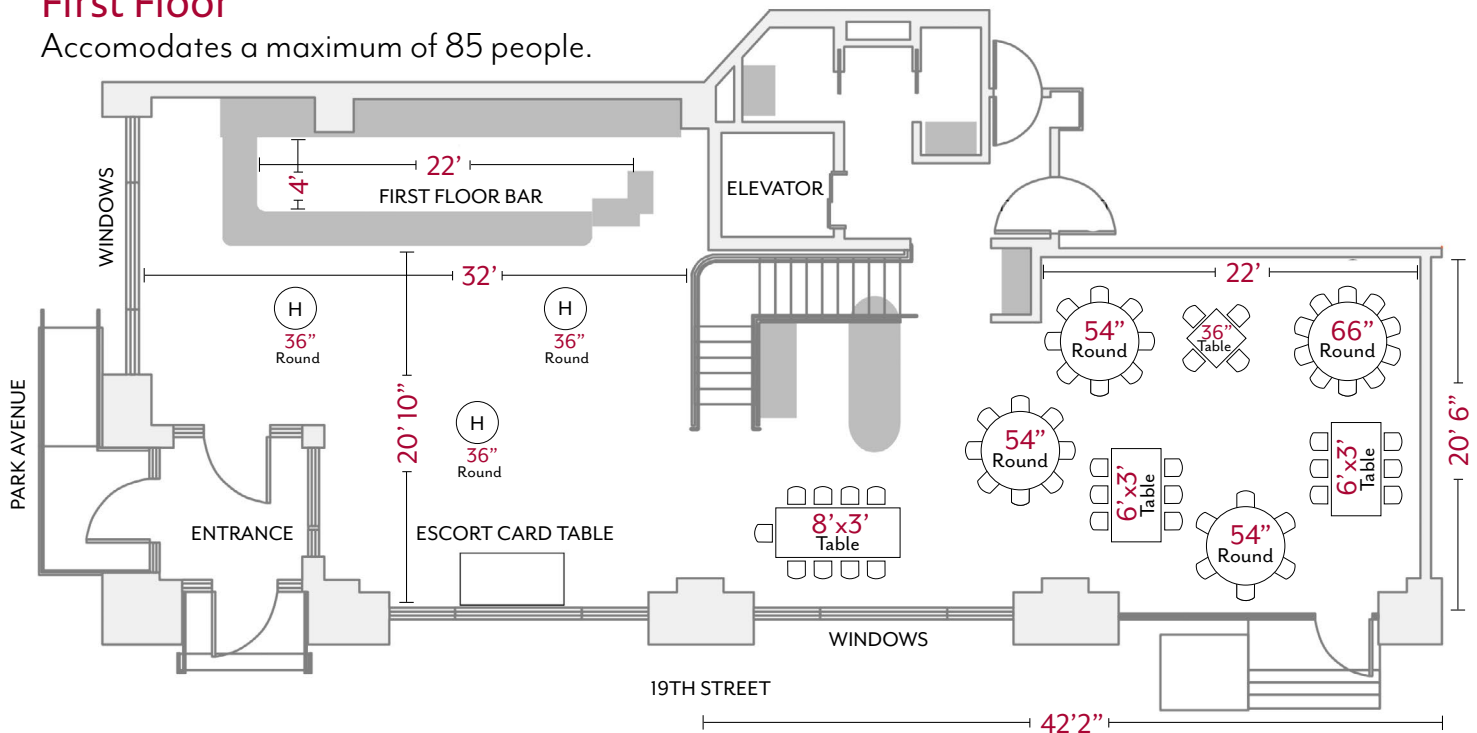 First Floor
Accomodates a maximum of 85 people.
WINDOWS
4'
22'
FIRST FLOOR BAR
ELEVATOR
32'
22'
H
36”
Round
H
36”
Round
H
36”
Round
20' 10”
54”
Round
36”
Table
66”
Round
54”
Round
6'x3'
Table
6'x3'
Table
54”
Round
20' 6”
PARK AVENUE
ENTRANCE
ESCORT CARD TABLE
8'x3'
Table
WINDOWS
19TH STREET
42'2”